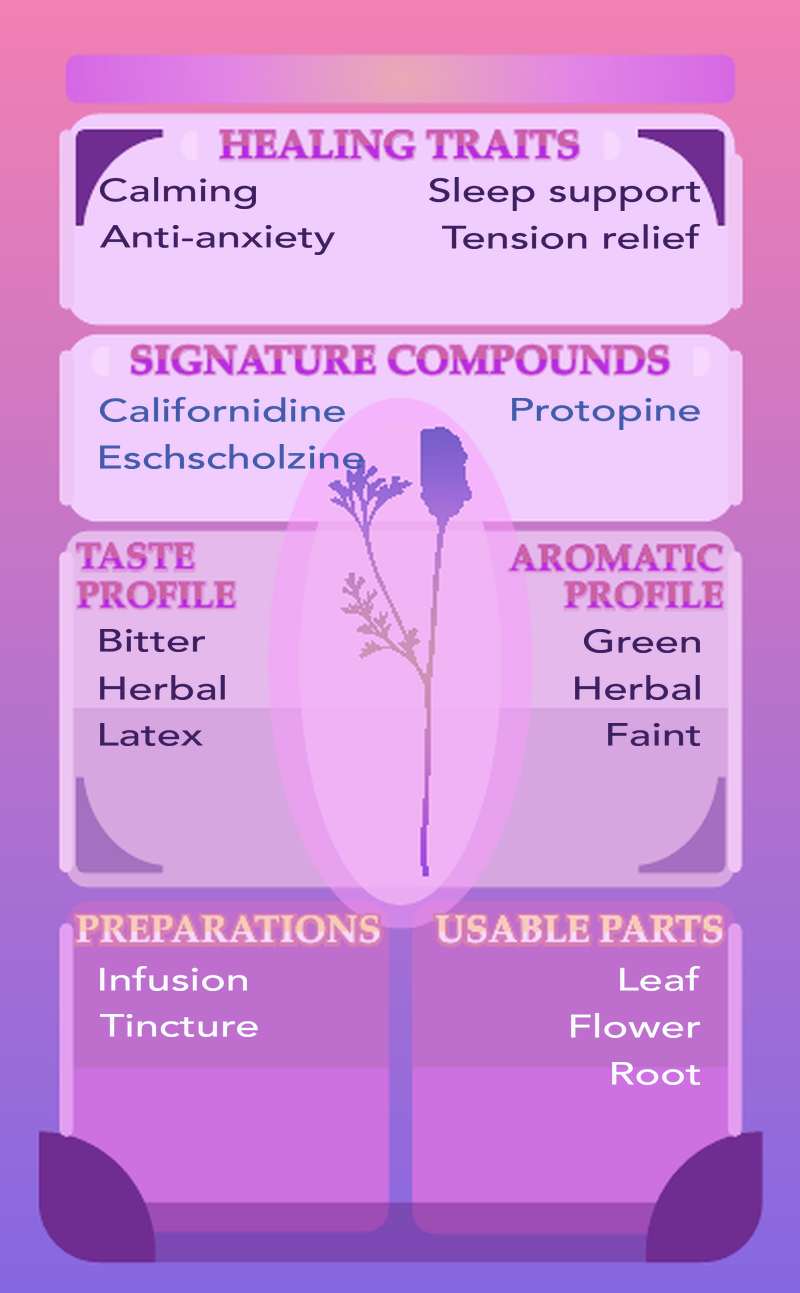 HEALING TRAITS
Calming Sleep support
Anti-anxiety Tension relief
SIGNATURE COMPOUNDS
Californidine Protopine
Eschscholzine
TASTE
PROFILE
Bitter
Herbal
Latex
AROMATIC
PROFILE
Green
Herbal
Faint
PREPARATIONS
Infusion
Tincture
USABLE PARTS
Leaf
Flower
Root